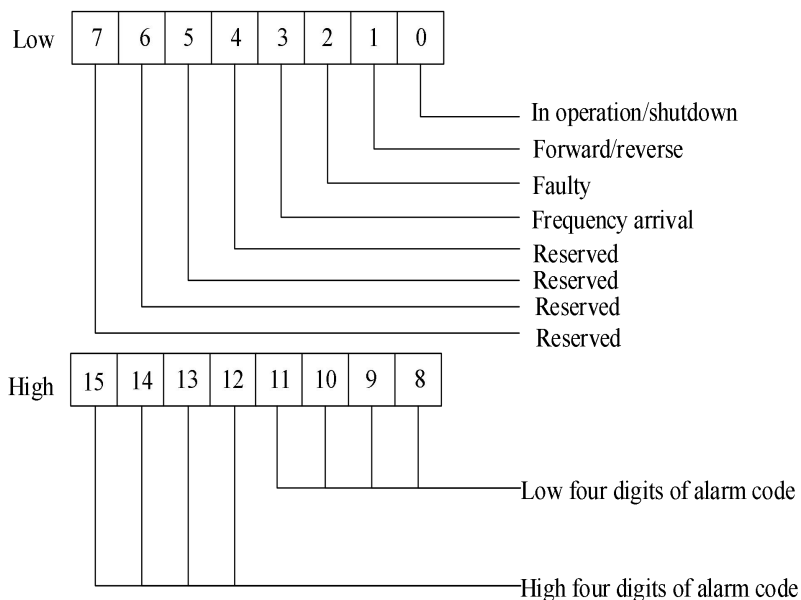 Low 7 6 5 4 3 2 1 0
In operation/shutdown
Forward/reverse
Faulty
Frequency arrival
Reserved
Reserved
Reserved
Reserved
High 15 14 13 12 11 10 9 8
Low four digits of alarm code
High four digits of alarm code